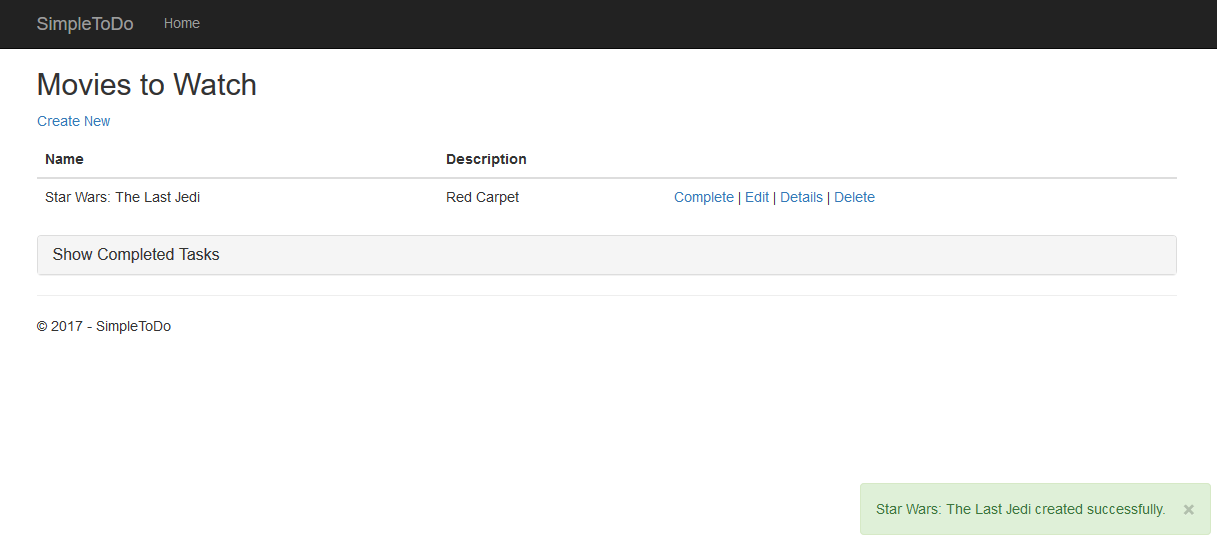 SimpleToDo Home
Movies to Watch
Create New
Name Description
Star Wars: The Last Jedi Red Carpet Complete | Edit | Details | Delete
Show Completed Tasks
© 2017 - SimpleToDo
Star Wars: The Last Jedi created successfully. ×